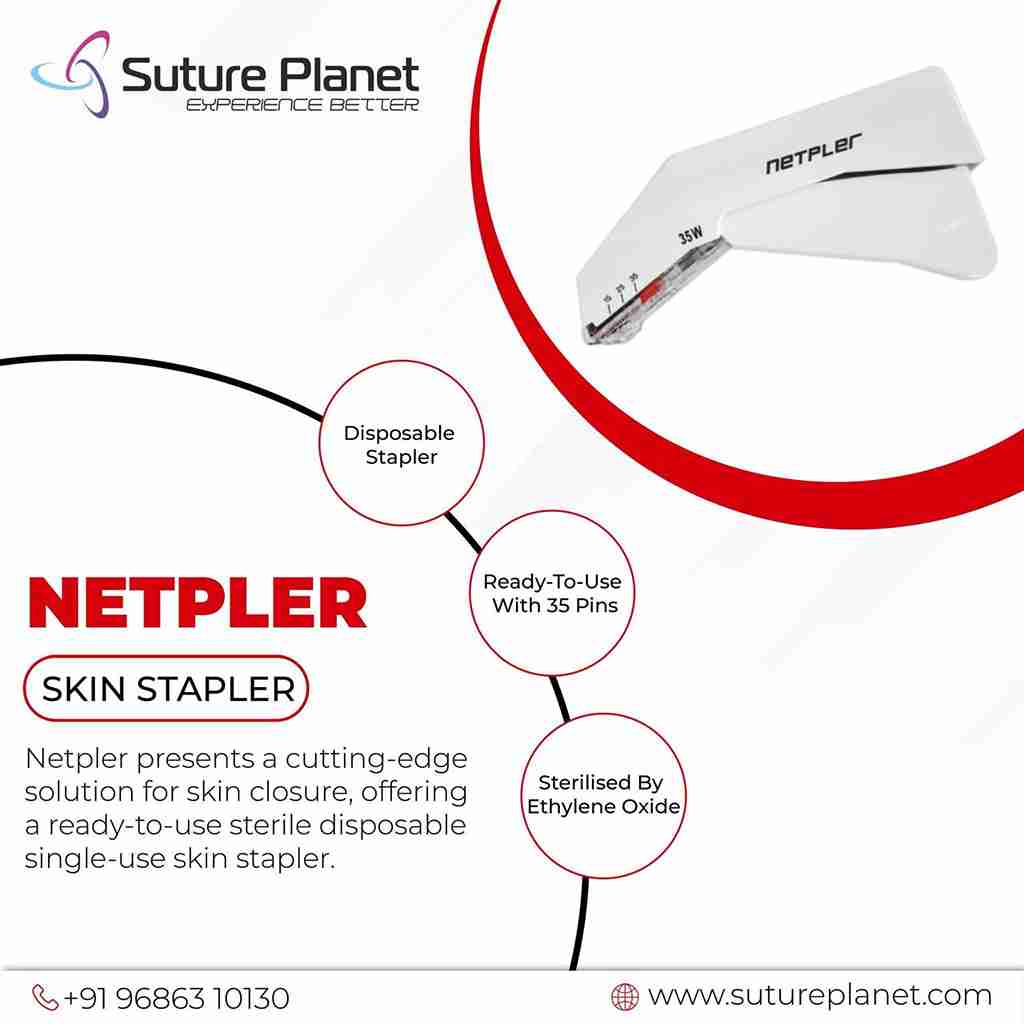 Suture Planet
EXPERIENCE BETTER
NETPLER
35W
15 25 35
Disposable
Stapler
Ready-To-Use
With 35 Pins
Sterilised By
Ethylene Oxide
NETPLER
SKIN STAPLER
Netpler presents a cutting-edge
solution for skin closure, offering
a ready-to-use sterile disposable
single-use skin stapler.
+91 96863 10130
www.sutureplanet.com